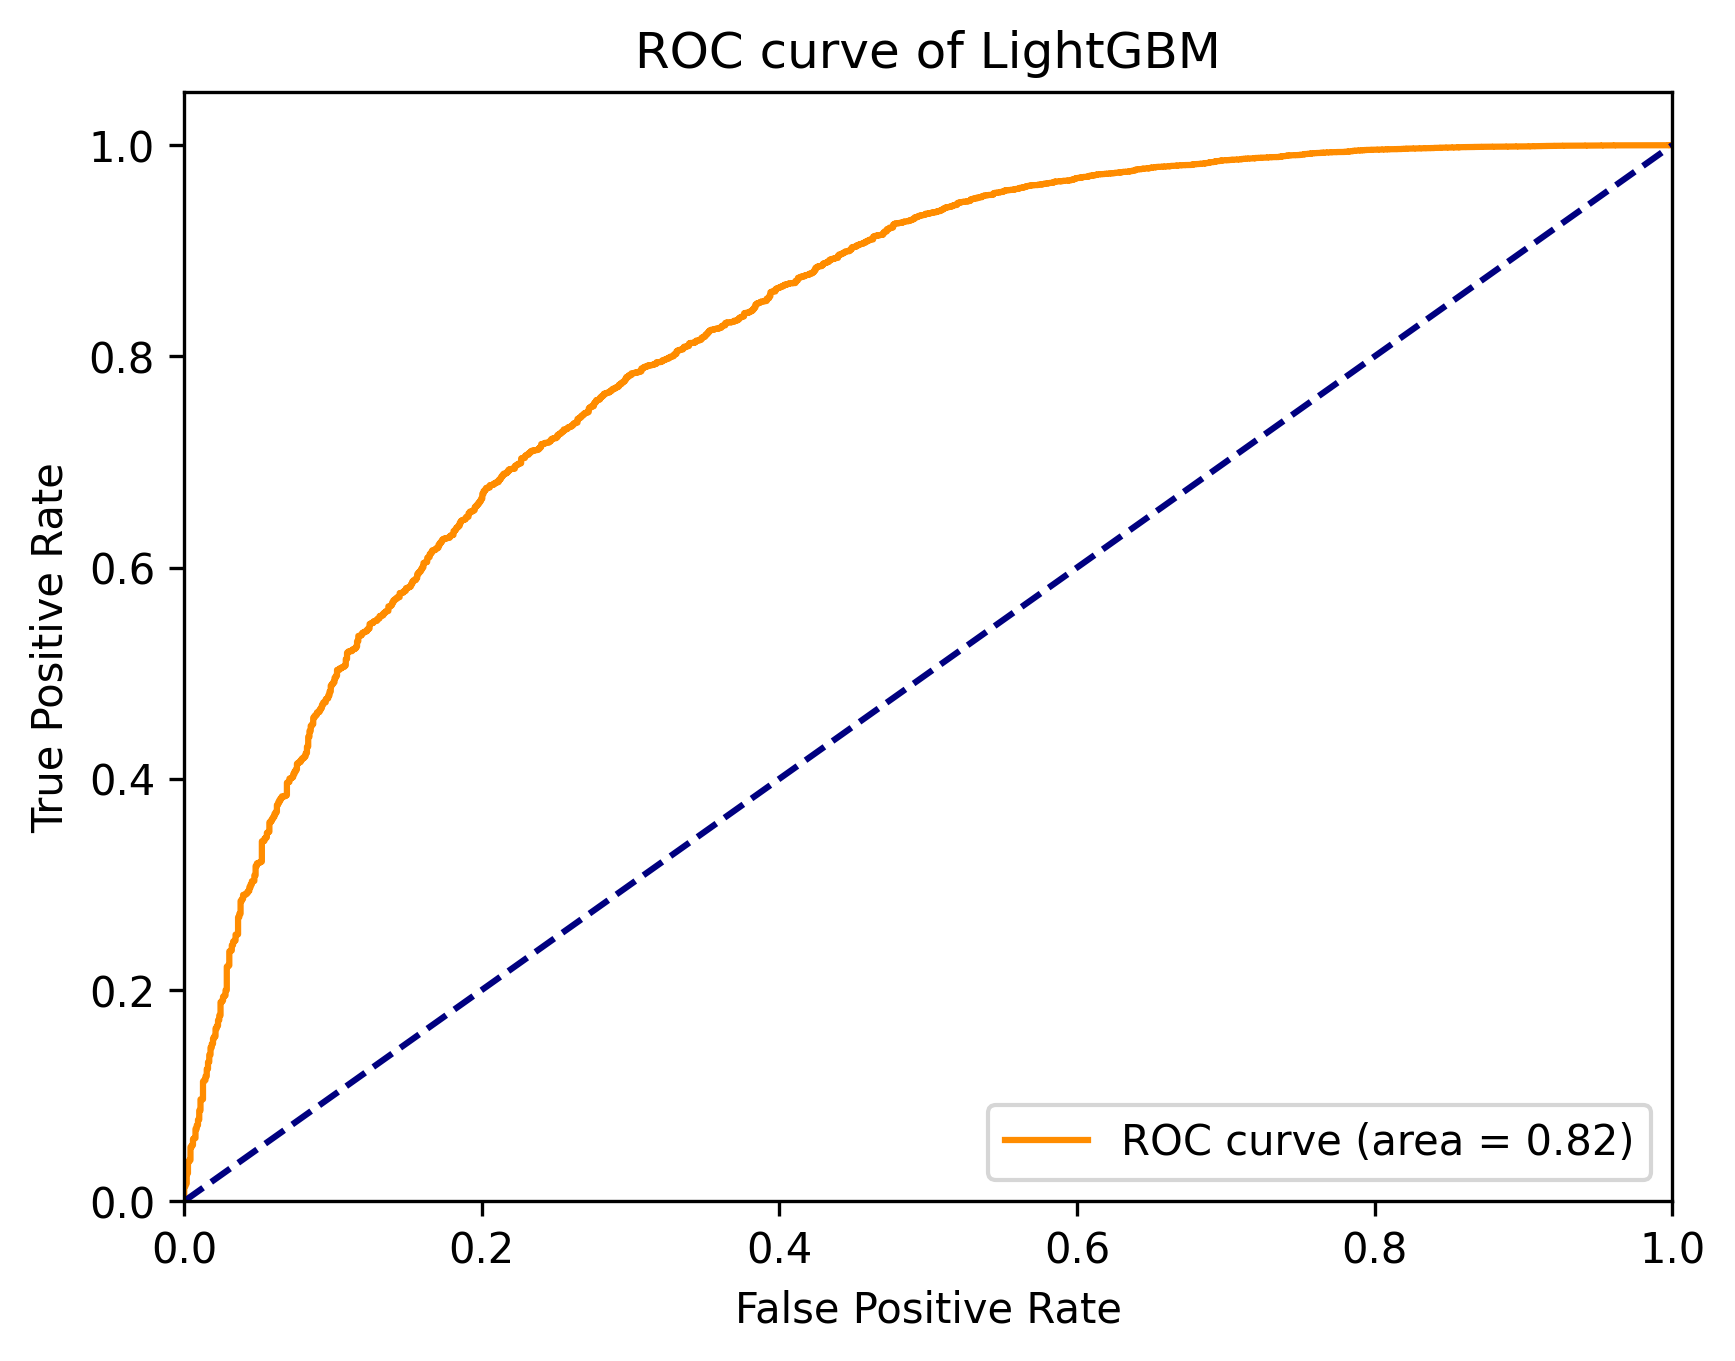 ROC curve of LightGBM
True Positive Rate
1.0
0.8
0.6
0.4
0.2
0.0
ROC curve (area = 0.82)
0.0 0.2 0.4 0.6 0.8 1.0
False Positive Rate